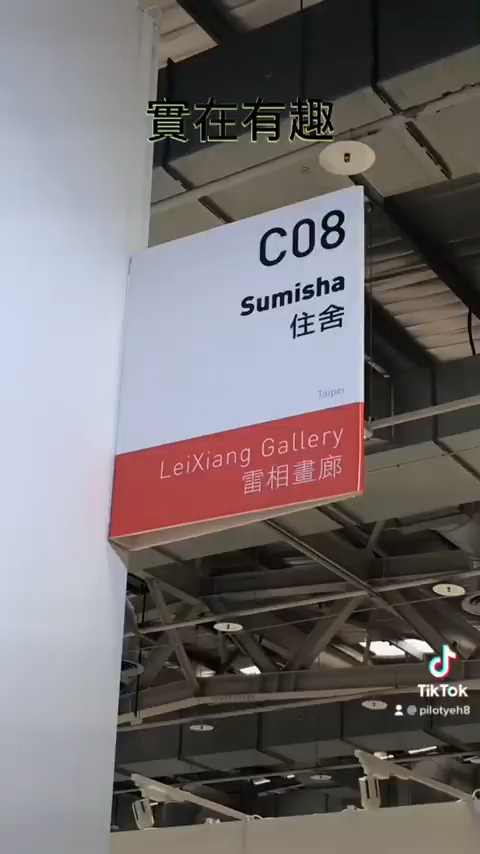 實在有趣
C08
Sumisha
住舍
Taipei
LeiXiang Gallery
雷相畫廊
TikTok
@ pilotyeh8